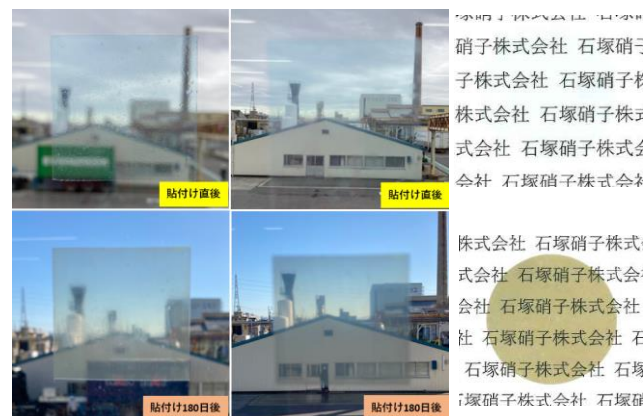 貼付け直後
貼付け直後
硝子株式会社 石塚硝子
子株式会社 石塚硝子株
株式会社 石塚硝子株式
式会社 石塚硝子株式会
会社 石塚硝子株式会社
貼付け180日後
貼付け180日後
株式会社 石塚硝子株式会
式会社 石塚硝子株式会
会社 石塚硝子株式会社
社 石塚硝子株式会社 石
石塚硝子株式会社 石塚
塚硝子株式会社 石塚硝